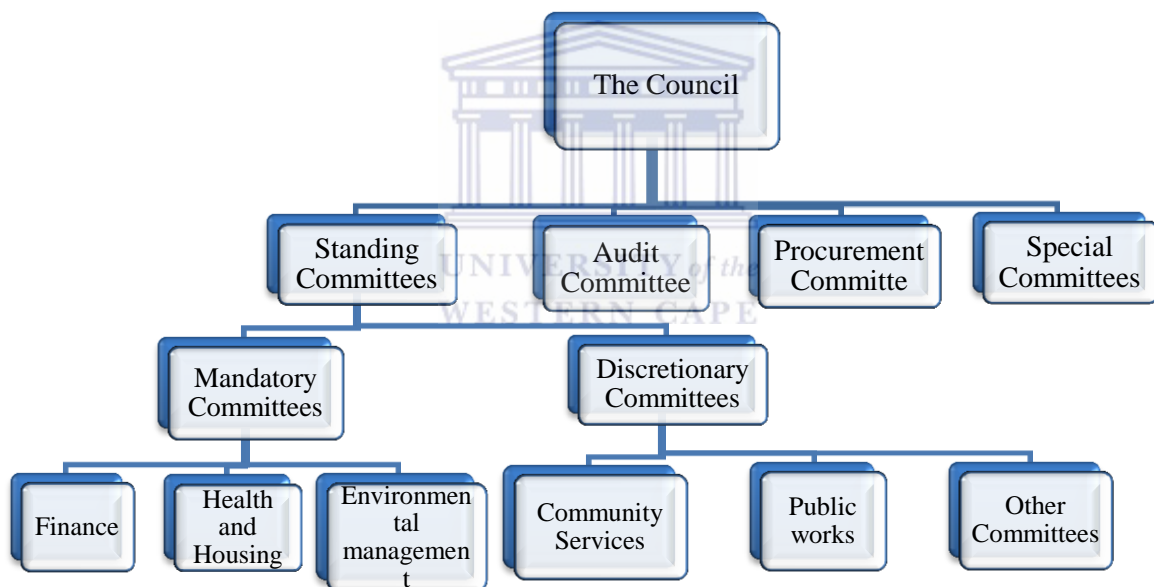 The Council
Standing
Committees
Audit
Committee
Procurement
Committe
Special
Committees
UNIVERSITY of the
WESTERN CAPE
Mandatory
Committees
Discretionary
Committees
Finance
Health
and
Housing
Environmen
tal
managemen
t
Community
Services
Public
works
Other
Committees